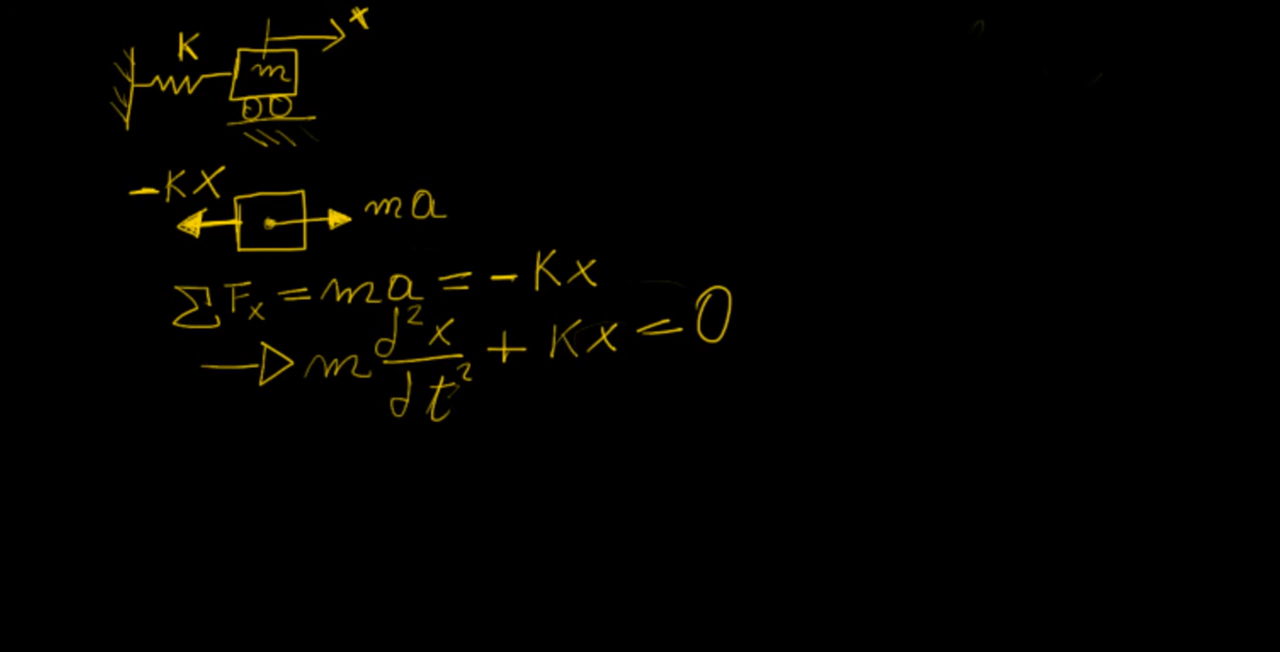 K
x
m
-KX
ma
ΣFx = ma = - Kx
→ m d²x/dt² + Kx = 0